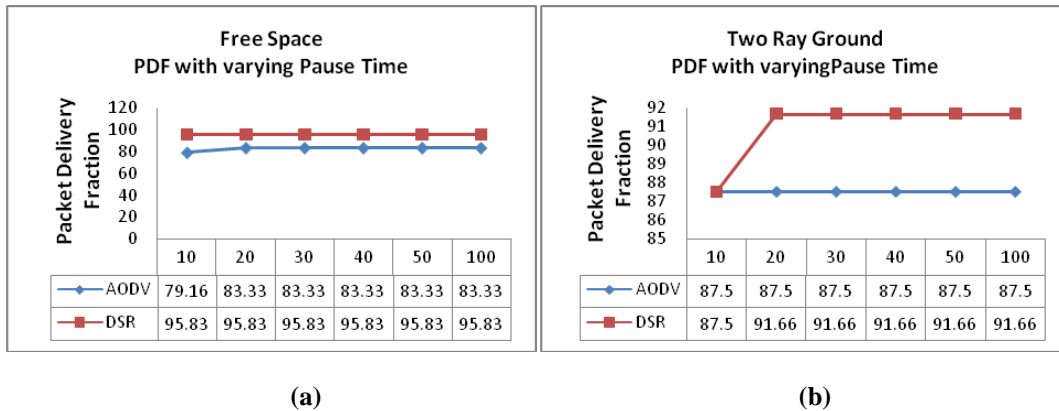 Free Space
PDF with varying Pause Time
Packet Delivery
Fraction
120
100
80
60
40
20
0
10 20 30 40 50 100
AODV 79.16 83.33 83.33 83.33 83.33 83.33
DSR 95.83 95.83 95.83 95.83 95.83 95.83
(a)
Two Ray Ground
PDF with varyingPause Time
Packet Delivery
Fraction
92
91
90
89
88
87
86
85
10 20 30 40 50 100
AODV 87.5 87.5 87.5 87.5 87.5 87.5
DSR 87.5 91.66 91.66 91.66 91.66 91.66
(b)